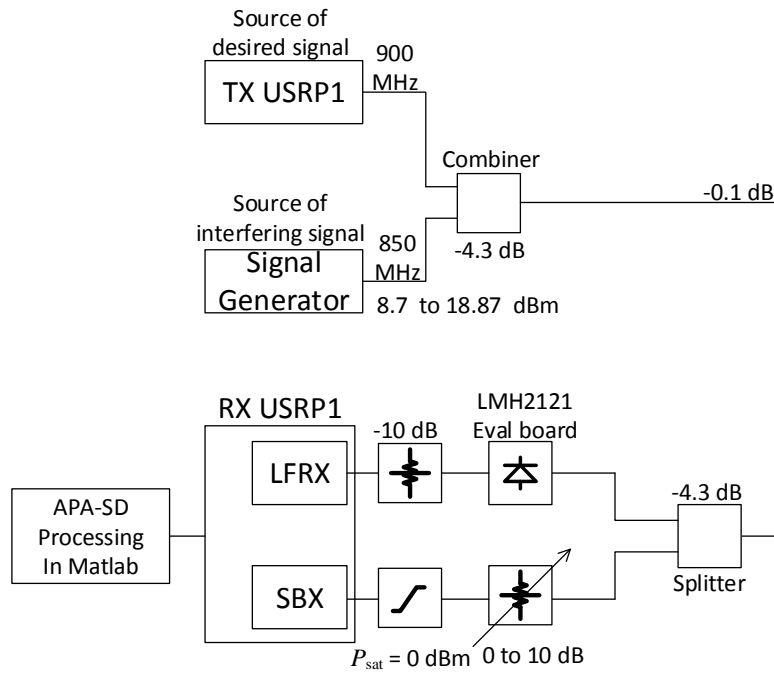 Source of
desired signal
TX USRP1
900
MHz
Combiner
-0.1 dB
-4.3 dB
Source of
interfering signal
Signal
Generator
850
MHz
8.7 to 18.87 dBm
RX USRP1
LFRX
-10 dB
LMH2121
Eval board
-4.3 dB
Splitter
APA-SD
Processing
In Matlab
SBX
Psat = 0 dBm
0 to 10 dB